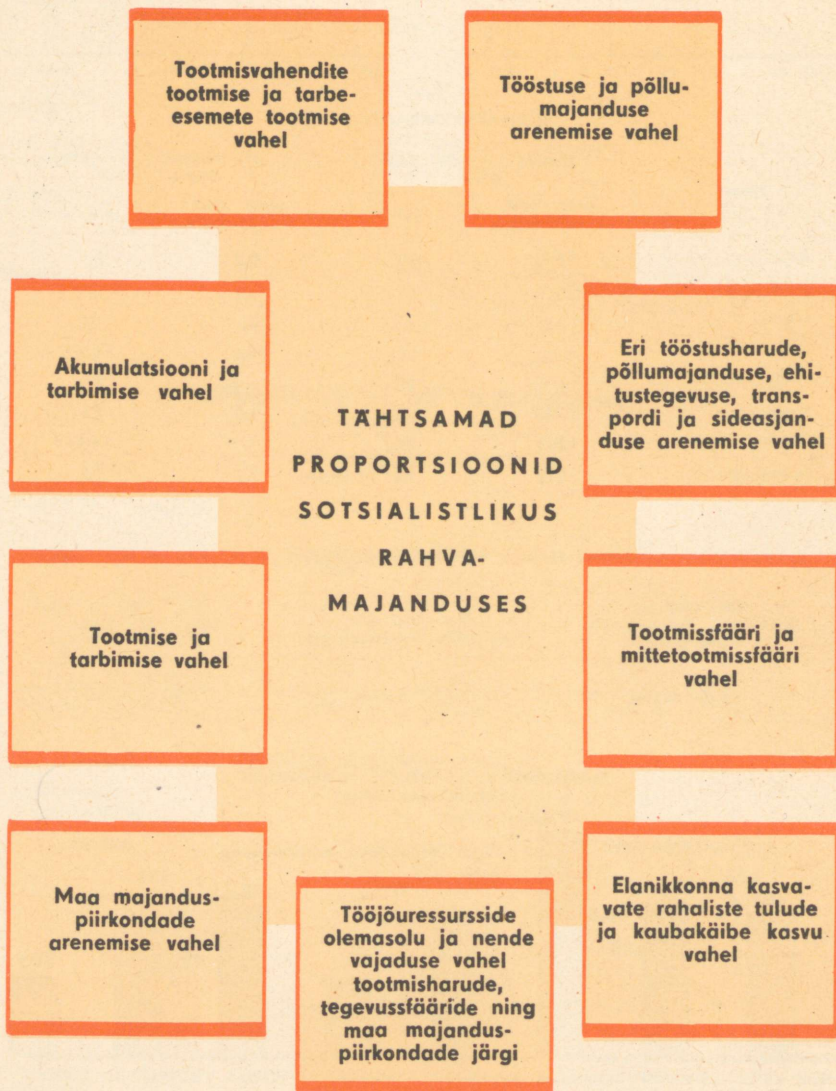 Tootmisvahendite
tootmise ja tarbe-
esemete tootmise
vahel
Tööstuse ja põllu-
majanduse
arenemise vahel
Akumulatsiooni ja
tarbimise vahel
Eri tööstusharude,
põllumajanduse, ehi-
tustegevuse, trans-
pordi ja sideasjan-
duse arenemise vahel
TÄHTSAMAD
PROPORTSIOONID
SOTSIALISTLIKUS
RAHVA-
MAJANDUSES
Tootmise ja
tarbimise vahel
Tootmissfääri ja
mittetootmissfääri
vahel
Maa majandus-
piirkondade
arenemise vahel
Tööjõuressursside
olemasolu ja nende
vajaduse vahel
tootmisharude,
tegevussfääride ning
maa majandus-
piirkondade järgi
Elanikkonna kasva-
vate rahaliste tulude
ja kaubakäibe kasvu
vahel